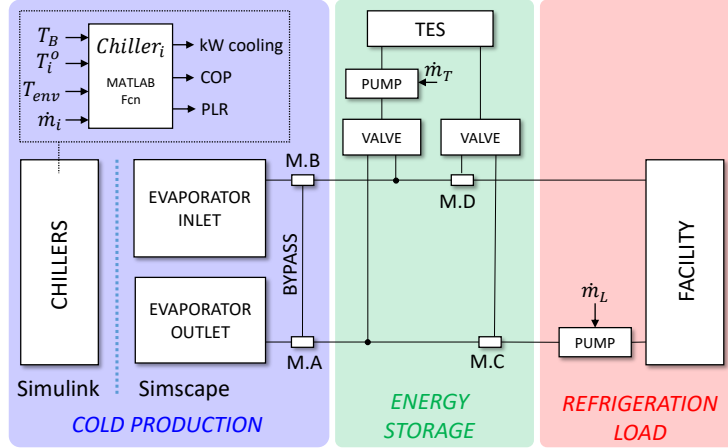 T_B
T_i^o
T_env
ṁ_i
Chiller_i
MATLAB
Fcn
kW cooling
COP
PLR
TES
PUMP
ṁ_T
VALVE
VALVE
M.B
M.D
EVAPORATOR
INLET
CHILLERS
BYPASS
FACILITY
EVAPORATOR
OUTLET
ṁ_L
PUMP
M.A
M.C
Simulink
Simscape
COLD PRODUCTION
ENERGY
STORAGE
REFRIGERATION
LOAD